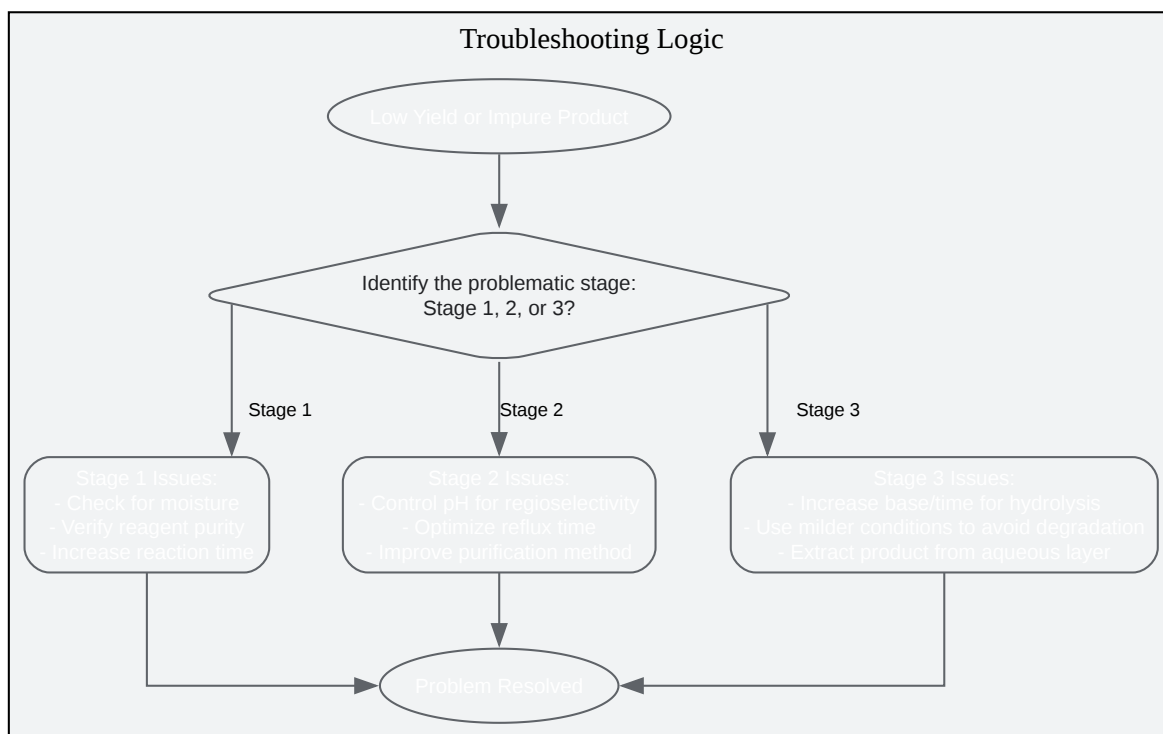 Troubleshooting Logic
Low Yield or Impure Product
Identify the problematic stage:
Stage 1, 2, or 3?
Stage 1
Stage 2
Stage 3
Stage 1 Issues:
- Check for moisture
- Verify reagent purity
- Increase reaction time
Stage 2 Issues:
- Control pH for regioselectivity
- Optimize reflux time
- Improve purification method
Stage 3 Issues:
- Increase base/time for hydrolysis
- Use milder conditions to avoid degradation
- Extract product from aqueous layer
Problem Resolved